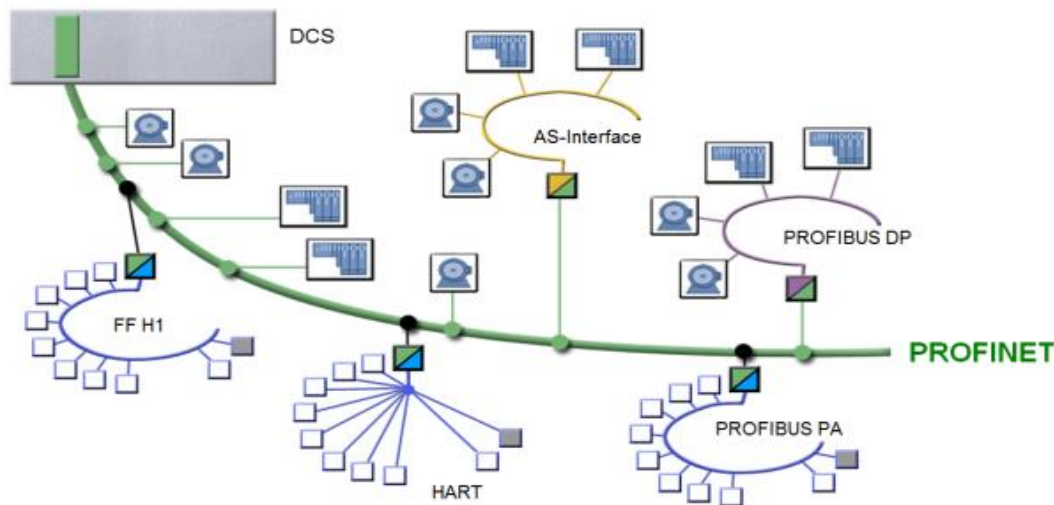 DCS
AS-Interface
PROFIBUS DP
FF H1
PROFINET
PROFIBUS PA
HART